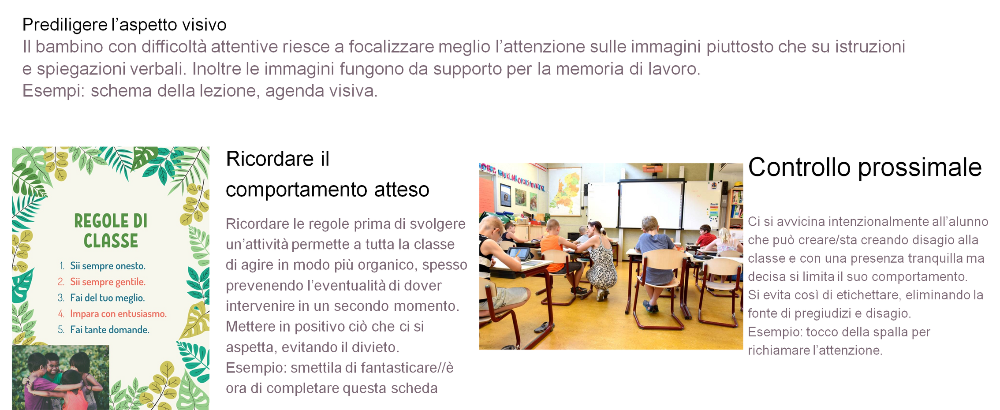 Prediligere l’aspetto visivo
Il bambino con difficoltà attentive riesce a focalizzare meglio l’attenzione sulle immagini piuttosto che su istruzioni
e spiegazioni verbali. Inoltre le immagini fungono da supporto per la memoria di lavoro.
Esempi: schema della lezione, agenda visiva.
REGOLE DI
CLASSE
1. Sii sempre onesto.
2. Sii sempre gentile.
3. Fai del tuo meglio.
4. Impara con entusiasmo.
5. Fai tante domande.
Ricordare il
comportamento atteso
Ricordare le regole prima di svolgere
un’attività permette a tutta la classe
di agire in modo più organico, spesso
prevenendo l’eventualità di dover
intervenire in un secondo momento.
Mettere in positivo ciò che ci si
aspetta, evitando il divieto.
Esempio: smettila di fantasticare//è
ora di completare questa scheda
Controllo prossimale
Ci si avvicina intenzionalmente all’alunno
che può creare/sta creando disagio alla
classe e con una presenza tranquilla ma
decisa si limita il suo comportamento.
Si evita così di etichettare, eliminando la
fonte di pregiudizi e disagio.
Esempio: tocco della spalla per
richiamare l’attenzione.